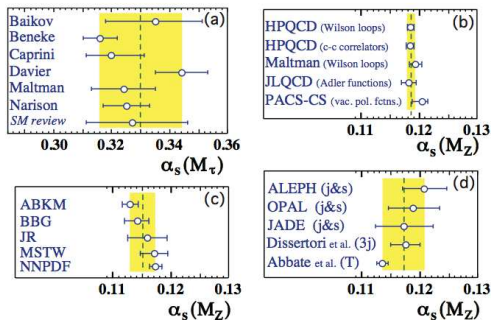 (a)
Baikov
Beneke
Caprini
Davier
Maltman
Narison
SM review
0.30 0.32 0.34 0.36
αs(Mτ)
(b)
HPQCD (Wilson loops)
HPQCD (c-c correlators)
Maltman (Wilson loops)
JLQCD (Adler functions)
PACS-CS (vac. pol. fctns.)
0.11 0.12 0.13
αs(MZ)
(c)
ABKM
BBG
JR
MSTW
NNPDF
0.11 0.12 0.13
αs(MZ)
(d)
ALEPH (j&s)
OPAL (j&s)
JADE (j&s)
Dissertori et al. (3j)
Abbate et al. (T)
0.11 0.12 0.13
αs(MZ)